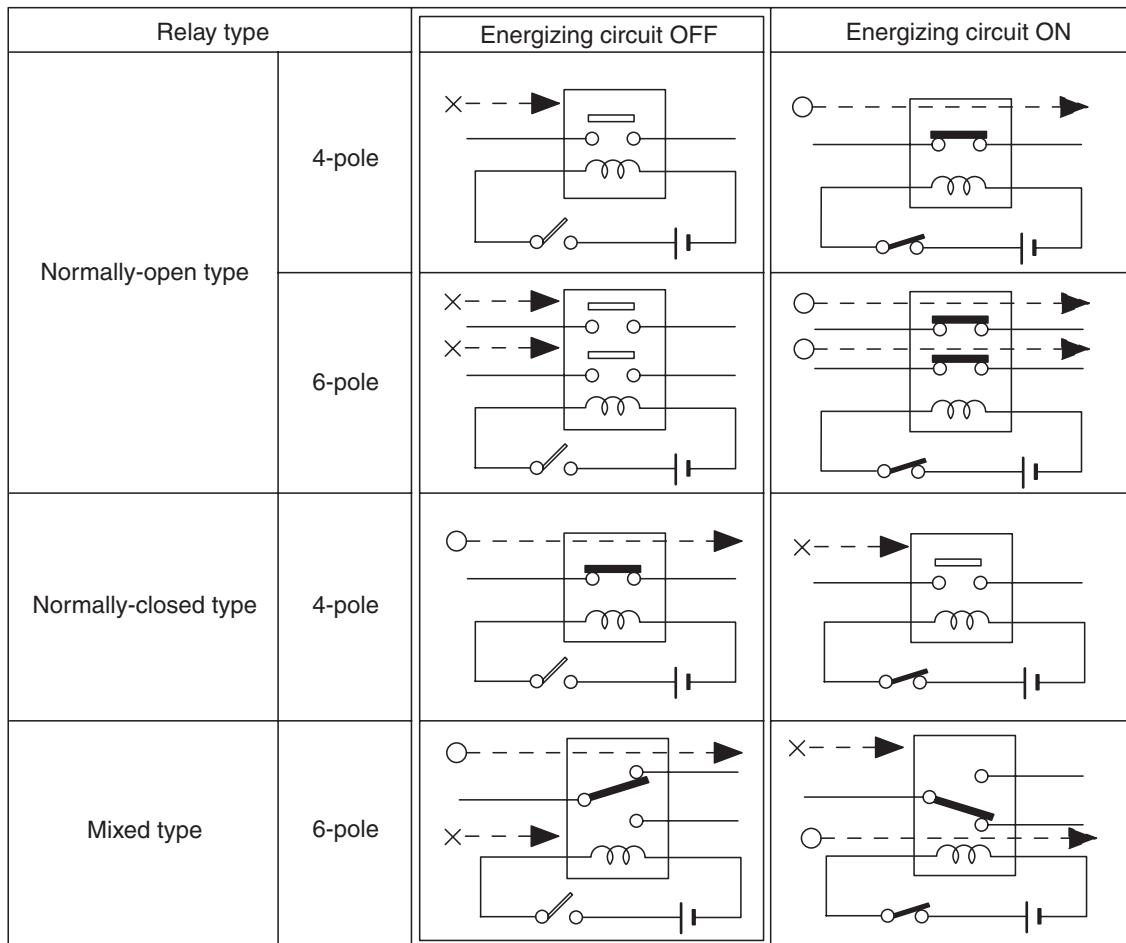 Relay type
Energizing circuit OFF
Energizing circuit ON
Normally-open type
4-pole
6-pole
Normally-closed type
4-pole
Mixed type
6-pole